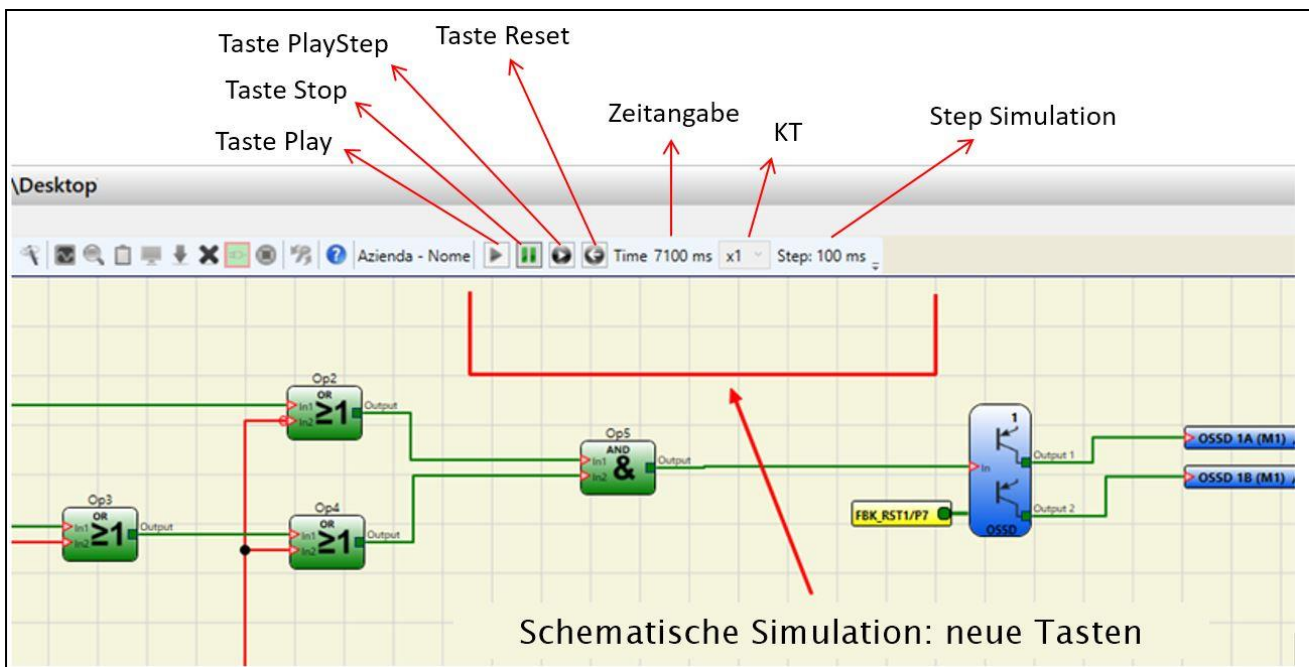 Taste PlayStep
Taste Reset
Taste Stop
Taste Play
Zeitangabe
KT
Step Simulation
\Desktop
Azienda - Nome
Time 7100 ms
x1
Step: 100 ms
Op2
OR
In1
≥1
Output
In2
Op5
AND
In1
&
Output
In2
1
In
Output 1
Output 2
OSSD
OSSD 1A (M1)
OSSD 1B (M1)
FBK_RST1/P7
Op3
OR
In1
≥1
Output
In2
Op4
OR
In1
≥1
Output
In2
Schematische Simulation: neue Tasten